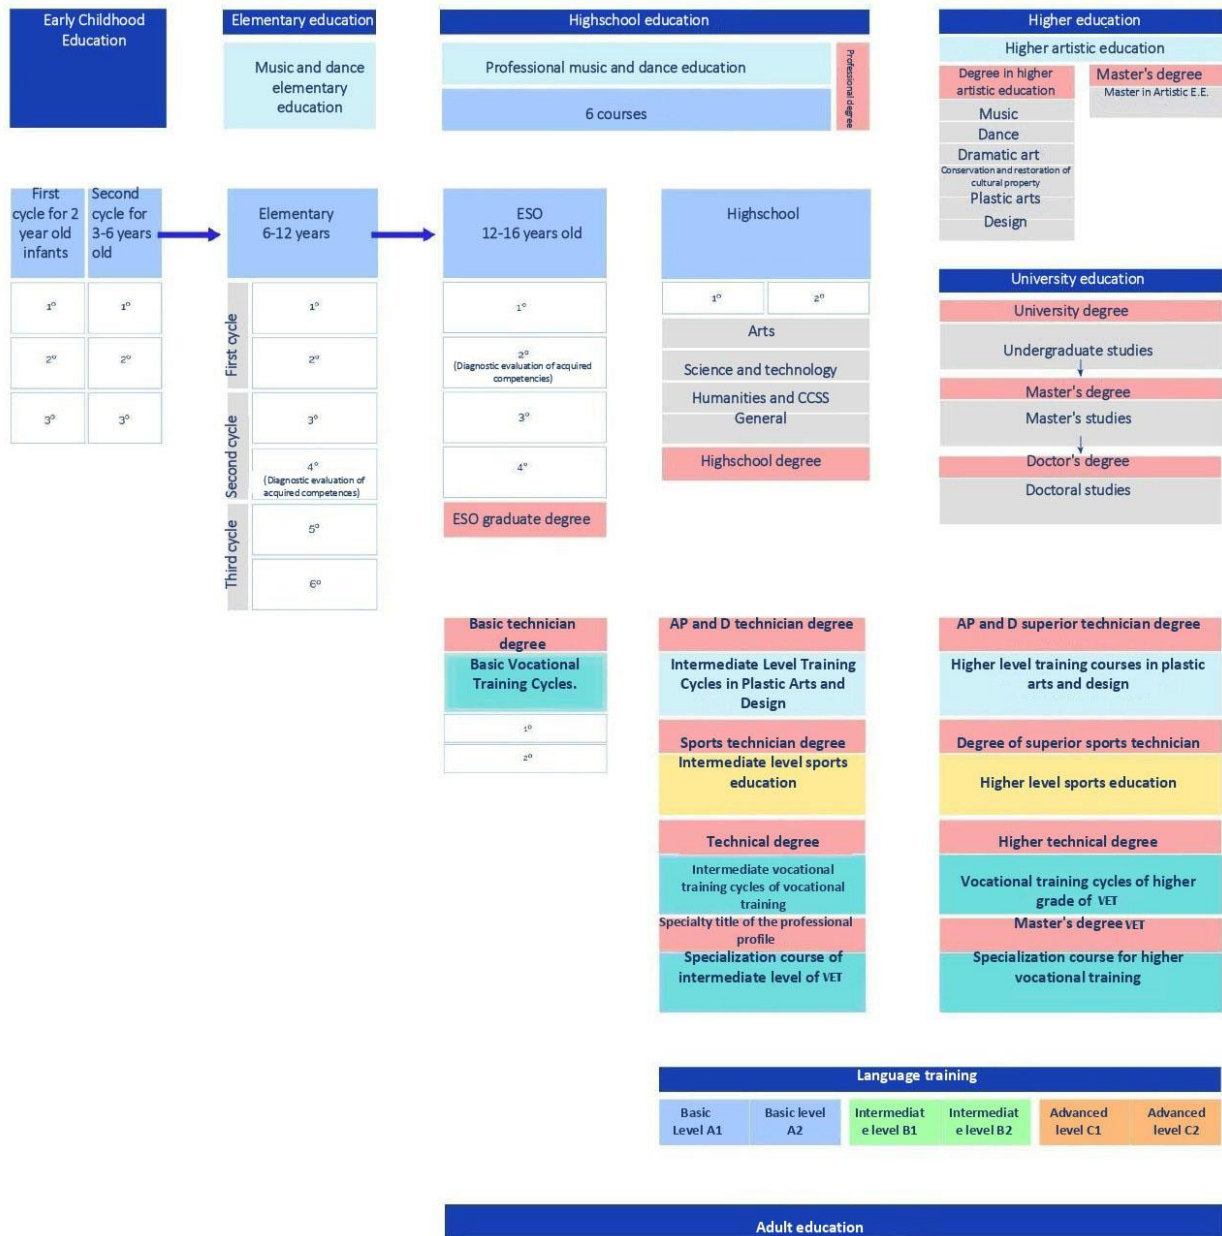 Early Childhood
Education
Elementary education
Highschool education
Higher education
Music and dance
elementary
education
Professional music and dance education
6 courses
Professional degree
Higher artistic education
Degree in higher
artistic education
Music
Dance
Dramatic art
Conservation and restoration of
cultural property
Plastic arts
Design
Master's degree
Master in Artistic E.E.
First
cycle for 2
year old
infants
Second
cycle for
3-6 years
old
Elementary
6-12 years
ESO
12-16 years old
Highschool
1º
1º
2º
2º
3º
3º
First cycle
1º
2º
Second cycle
3º
4º
(Diagnostic evaluation of
acquired competences)
Third cycle
5º
6º
1º
2º
(Diagnostic evaluation of acquired
competencies)
3º
4º
ESO graduate degree
1º
2º
Arts
Science and technology
Humanities and CCSS
General
Highschool degree
University education
University degree
Undergraduate studies
Master's degree
Master's studies
Doctor's degree
Doctoral studies
Basic technician
degree
Basic Vocational
Training Cycles.
1º
2º
AP and D technician degree
Intermediate Level Training
Cycles in Plastic Arts and
Design
Sports technician degree
Intermediate level sports
education
Technical degree
Intermediate vocational
training cycles of vocational
training
Specialty title of the professional
profile
Specialization course of
intermediate level of VET
AP and D superior technician degree
Higher level training courses in plastic
arts and design
Degree of superior sports technician
Higher level sports education
Higher technical degree
Vocational training cycles of higher
grade of VET
Master's degree VET
Specialization course for higher
vocational training
Language training
Basic
Level A1
Basic level
A2
Intermediat
e level B1
Intermediat
e level B2
Advanced
level C1
Advanced
level C2
Adult education